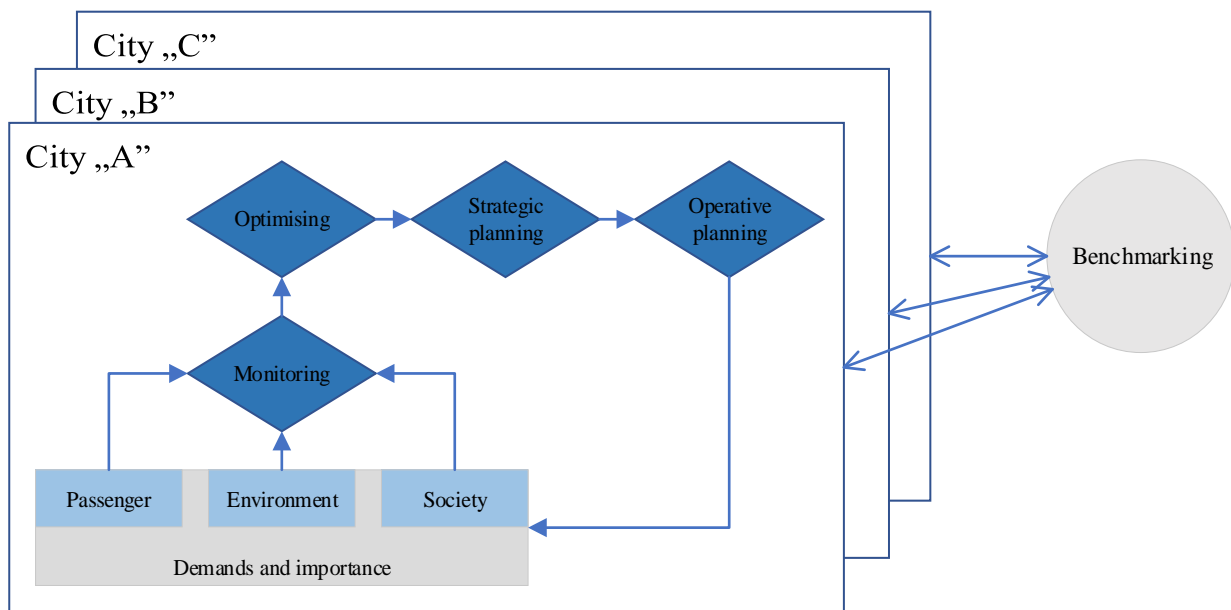 City „C”
City „B”
City „A”
Optimising
Strategic
planning
Operative
planning
Benchmarking
Monitoring
Passenger
Environment
Society
Demands and importance